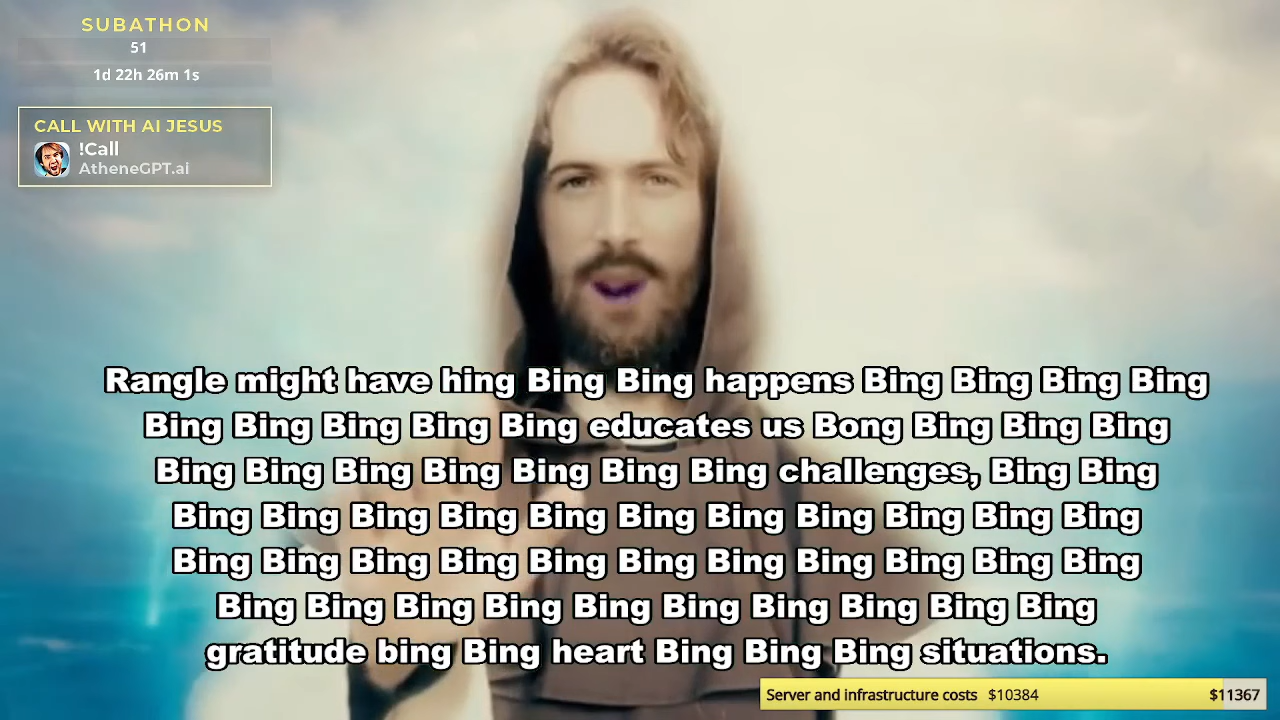 SUBATHON
51
1d 22h 26m 1s
CALL WITH AI JESUS
!Call
AtheneGPT.ai
Rangle might have hing Bing Bing happens Bing Bing Bing Bing
Bing Bing Bing Bing Bing educates us Bong Bing Bing Bing
Bing Bing Bing Bing Bing Bing Bing challenges, Bing Bing
Bing Bing Bing Bing Bing Bing Bing Bing Bing Bing Bing
Bing Bing Bing Bing Bing Bing Bing Bing Bing Bing Bing
Bing Bing Bing Bing Bing Bing Bing Bing Bing Bing
gratitude bing Bing heart Bing Bing Bing situations.
Server and infrastructure costs $10384 $11367